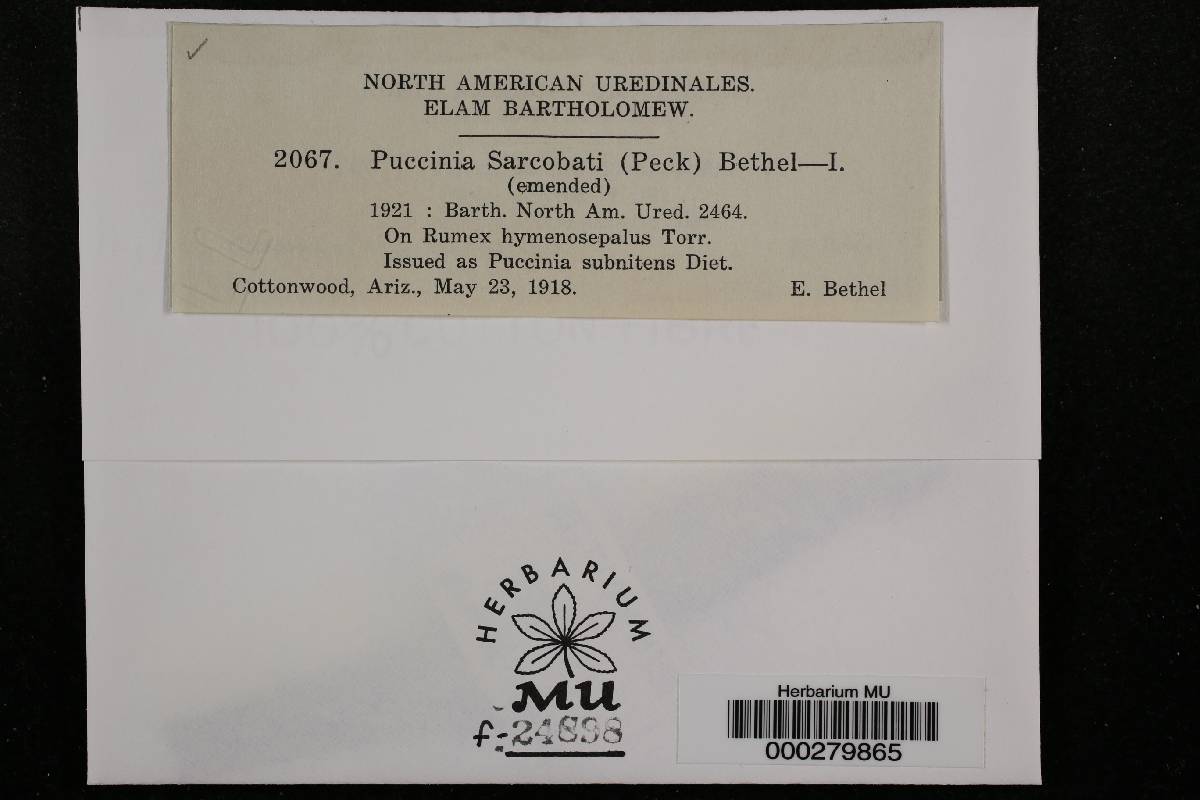 NORTH AMERICAN UREDINALES.
ELAM BARTHOLOMEW.
2067. Puccinia Sarcobati (Peck) Bethel—I.
(emended)
1921 : Barth. North Am. Ured. 2464.
On Rumex hymenosepalus Torr.
Issued as Puccinia subnitens Diet.
Cottonwood, Ariz., May 23, 1918. E. Bethel
HERBARIUM
MU
f-24898
Herbarium MU
000279865